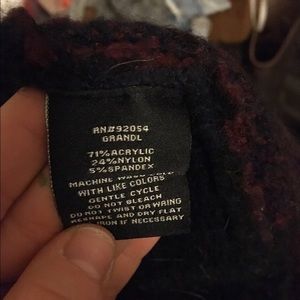 RN#92054
GRANDL
71%ACRYLIC
24%NYLON
5%SPANDEX
MACHINE
WITH LIKE COLORS
GENTLE CYCLE
DO NOT BLEACH
DO NOT TWIST OR WRING
RESHAPE AND DRY FLAT
IRON IF NECESSARY